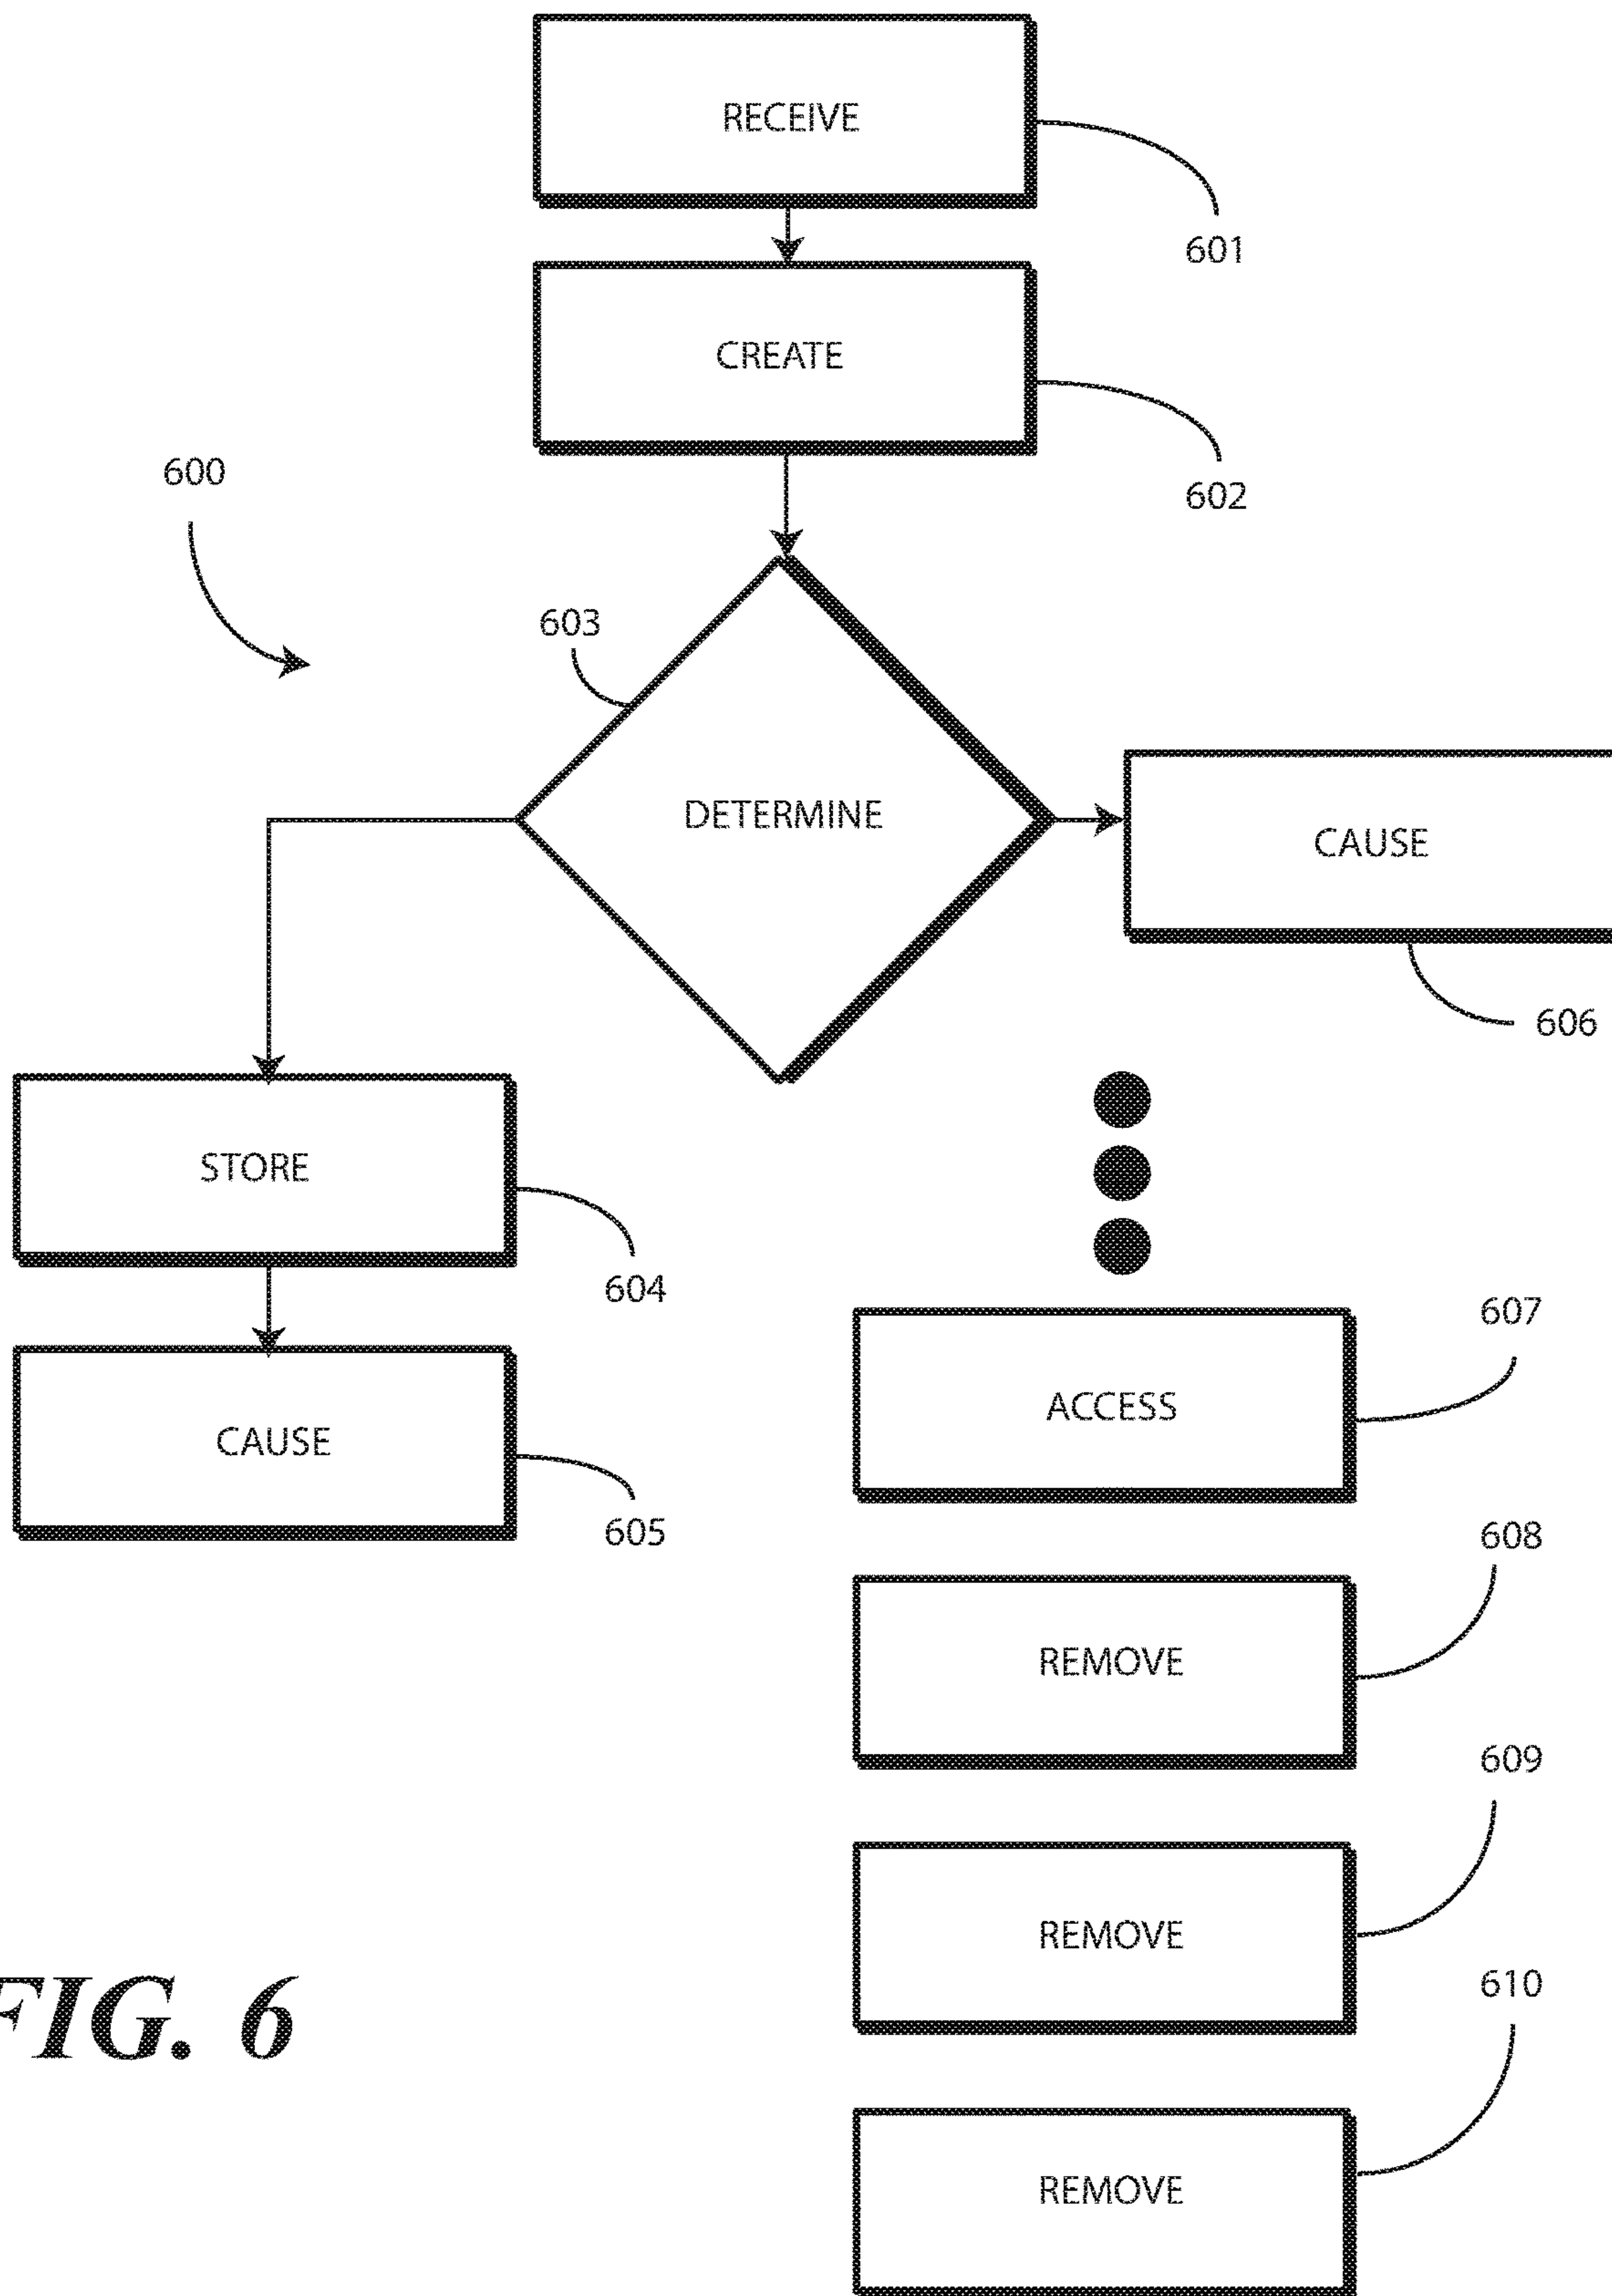 RECEIVE
601
CREATE
602
600
603
DETERMINE
CAUSE
606
STORE
604
607
ACCESS
CAUSE
605
608
REMOVE
609
REMOVE
610
REMOVE
FIG. 6